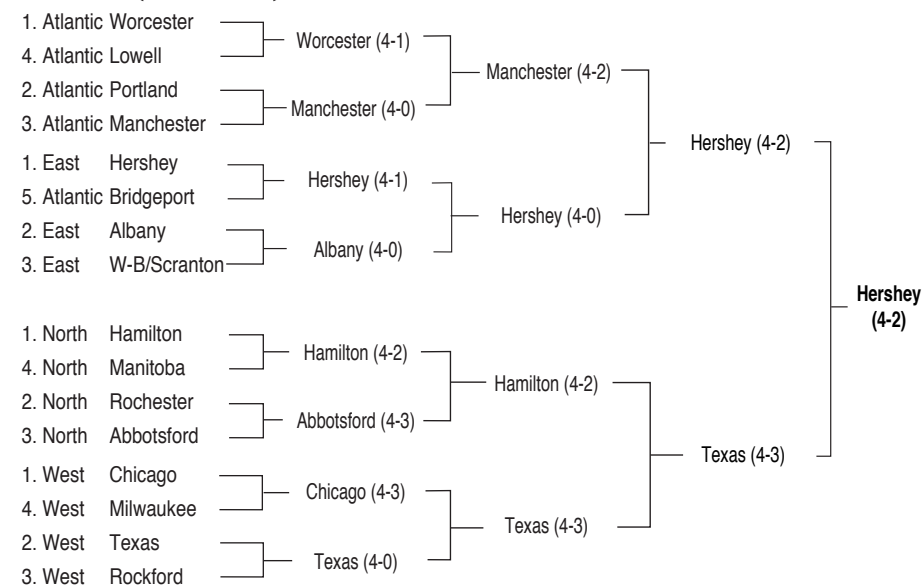 1. Atlantic Worcester
4. Atlantic Lowell
2. Atlantic Portland
3. Atlantic Manchester
1. East Hershey
5. Atlantic Bridgeport
2. East Albany
3. East W-B/Scranton
Worcester (4-1)
Manchester (4-0)
Hershey (4-1)
Albany (4-0)
Manchester (4-2)
Hershey (4-0)
Hershey (4-2)
1. North Hamilton
4. North Manitoba
2. North Rochester
3. North Abbotsford
1. West Chicago
4. West Milwaukee
2. West Texas
3. West Rockford
Hamilton (4-2)
Abbotsford (4-3)
Chicago (4-3)
Texas (4-0)
Hamilton (4-2)
Texas (4-3)
Texas (4-3)
Hershey
(4-2)